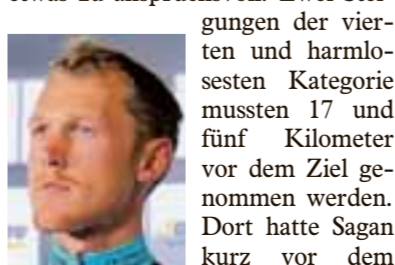 gungen der vier-
ten und harmlo-
sesten Kategorie
mussten 17 und
fünf Kilometer
vor dem Ziel ge-
nommen werden.
Dort hatte Sagan
kurz vor dem